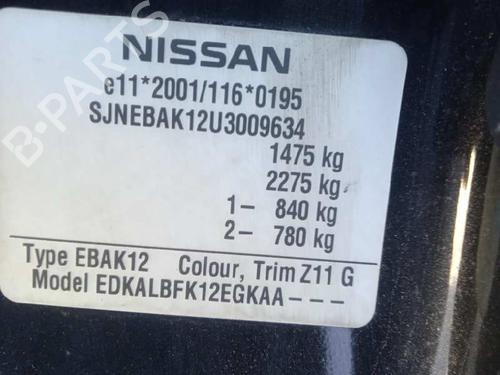 NISSAN
e11*2001/116*0195
SJNEBAK12U3009634
1475 kg
2275 kg
1- 840 kg
2- 780 kg
Type EBAK12 Colour, Trim Z11 G
Model EDKALBFK12EGKAA---
B-PARTS